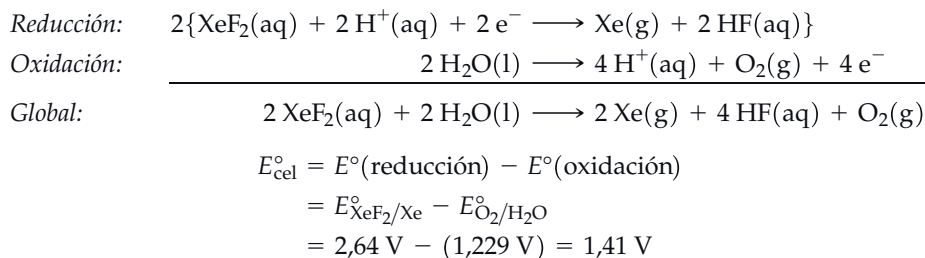 Reducción: 2{XeF₂(aq) + 2 H⁺(aq) + 2 e⁻ ⟶ Xe(g) + 2 HF(aq)}
Oxidación: 2 H₂O(l) ⟶ 4 H⁺(aq) + O₂(g) + 4 e⁻
Global: 2 XeF₂(aq) + 2 H₂O(l) ⟶ 2 Xe(g) + 4 HF(aq) + O₂(g)
E°cel = E°(reducción) − E°(oxidación)
= E°XeF₂/Xe − E°O₂/H₂O
= 2,64 V − (1,229 V) = 1,41 V